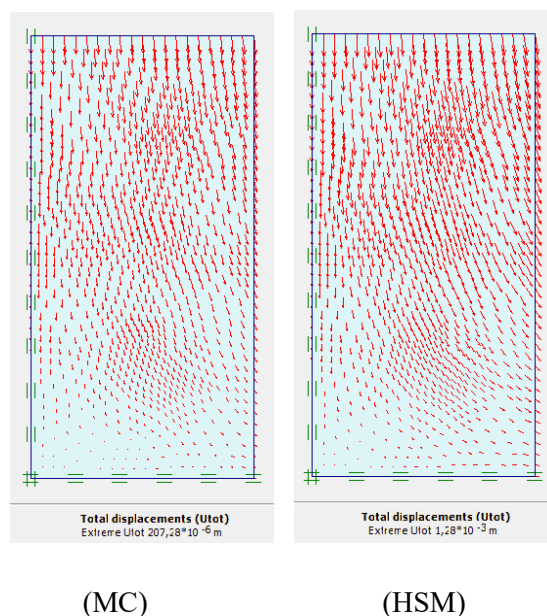 Total displacements (Utot)
Extreme Utot 207,28*10 -6 m
Total displacements (Utot)
Extreme Utot 1,28*10 -3 m
(MC)
(HSM)